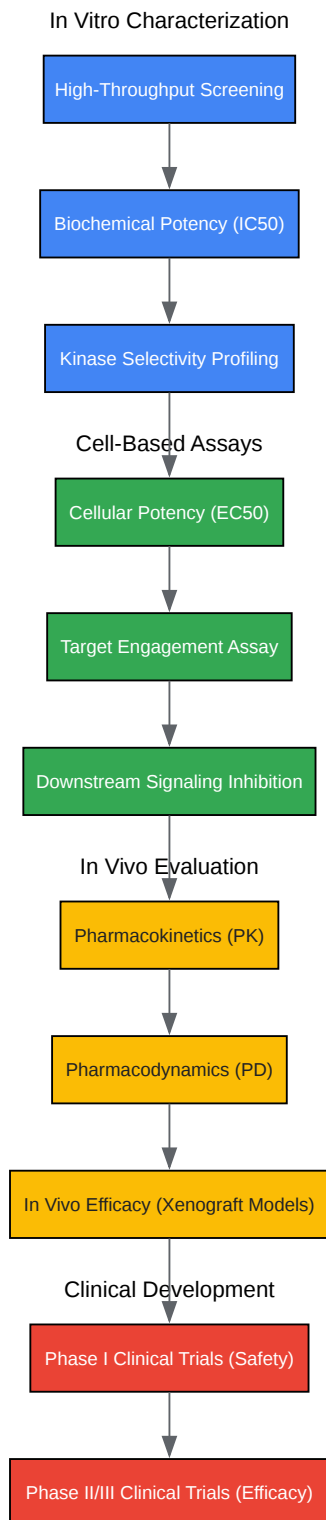 In Vitro Characterization
High-Throughput Screening
Biochemical Potency (IC50)
Kinase Selectivity Profiling
Cell-Based Assays
Cellular Potency (EC50)
Target Engagement Assay
Downstream Signaling Inhibition
In Vivo Evaluation
Pharmacokinetics (PK)
Pharmacodynamics (PD)
In Vivo Efficacy (Xenograft Models)
Clinical Development
Phase I Clinical Trials (Safety)
Phase II/III Clinical Trials (Efficacy)